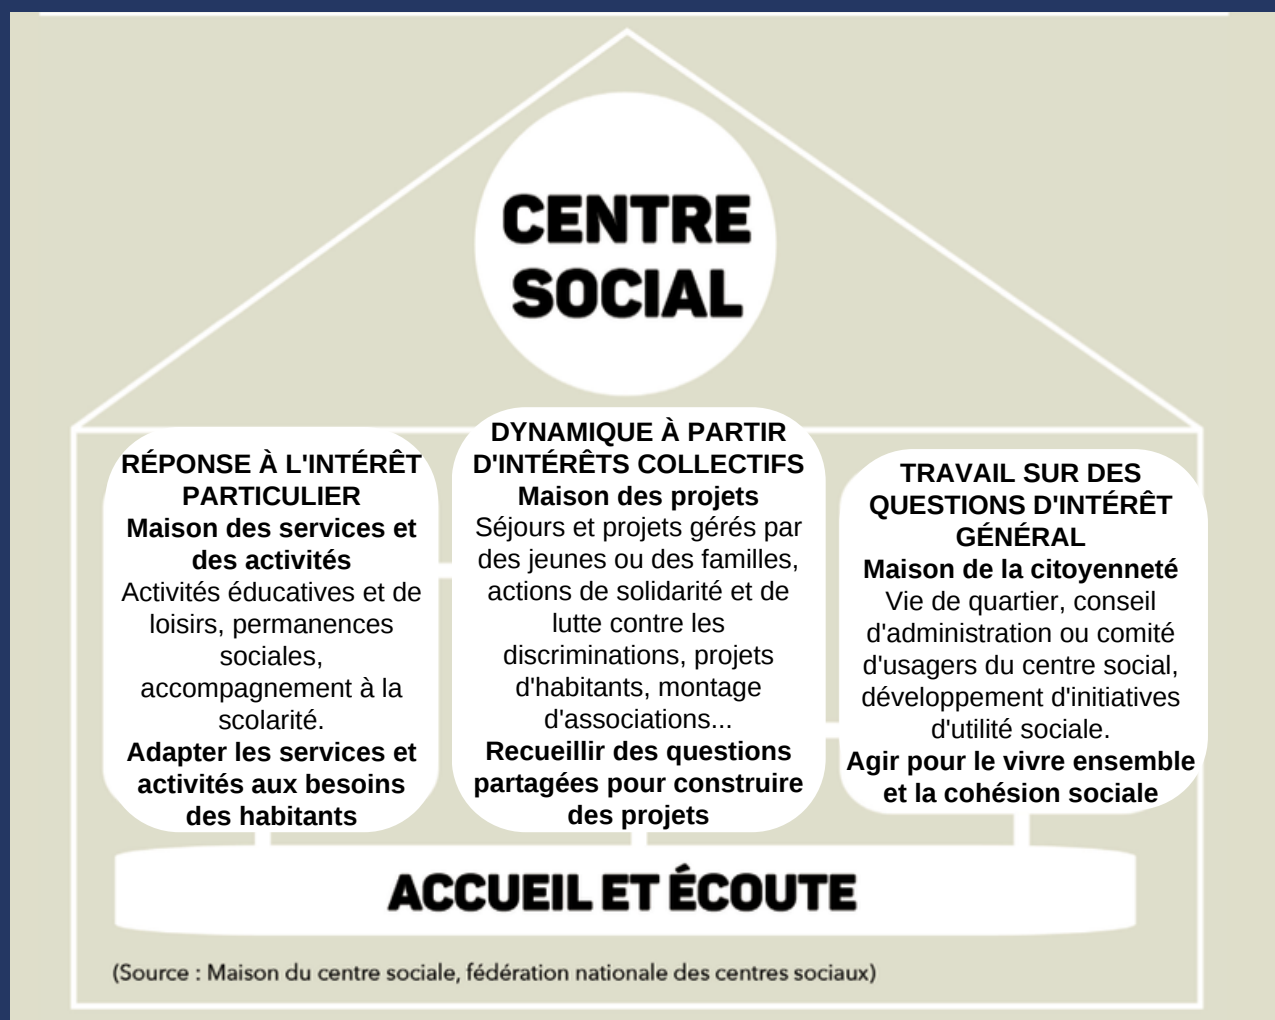 CENTRE
SOCIAL
RÉPONSE À L'INTÉRÊT
PARTICULIER
Maison des services et
des activités
Activités éducatives et de
loisirs, permanences
sociales,
accompagnement à la
scolarité.
Adapter les services et
activités aux besoins
des habitants
DYNAMIQUE À PARTIR
D'INTÉRÊTS COLLECTIFS
Maison des projets
Séjours et projets gérés par
des jeunes ou des familles,
actions de solidarité et de
lutte contre les
discriminations, projets
d'habitants, montage
d'associations...
Recueillir des questions
partagées pour construire
des projets
TRAVAIL SUR DES
QUESTIONS D'INTÉRÊT
GÉNÉRAL
Maison de la citoyenneté
Vie de quartier, conseil
d'administration ou comité
d'usagers du centre social,
développement d'initiatives
d'utilité sociale.
Agir pour le vivre ensemble
et la cohésion sociale
ACCUEIL ET ÉCOUTE
(Source : Maison du centre sociale, fédération nationale des centres sociaux)